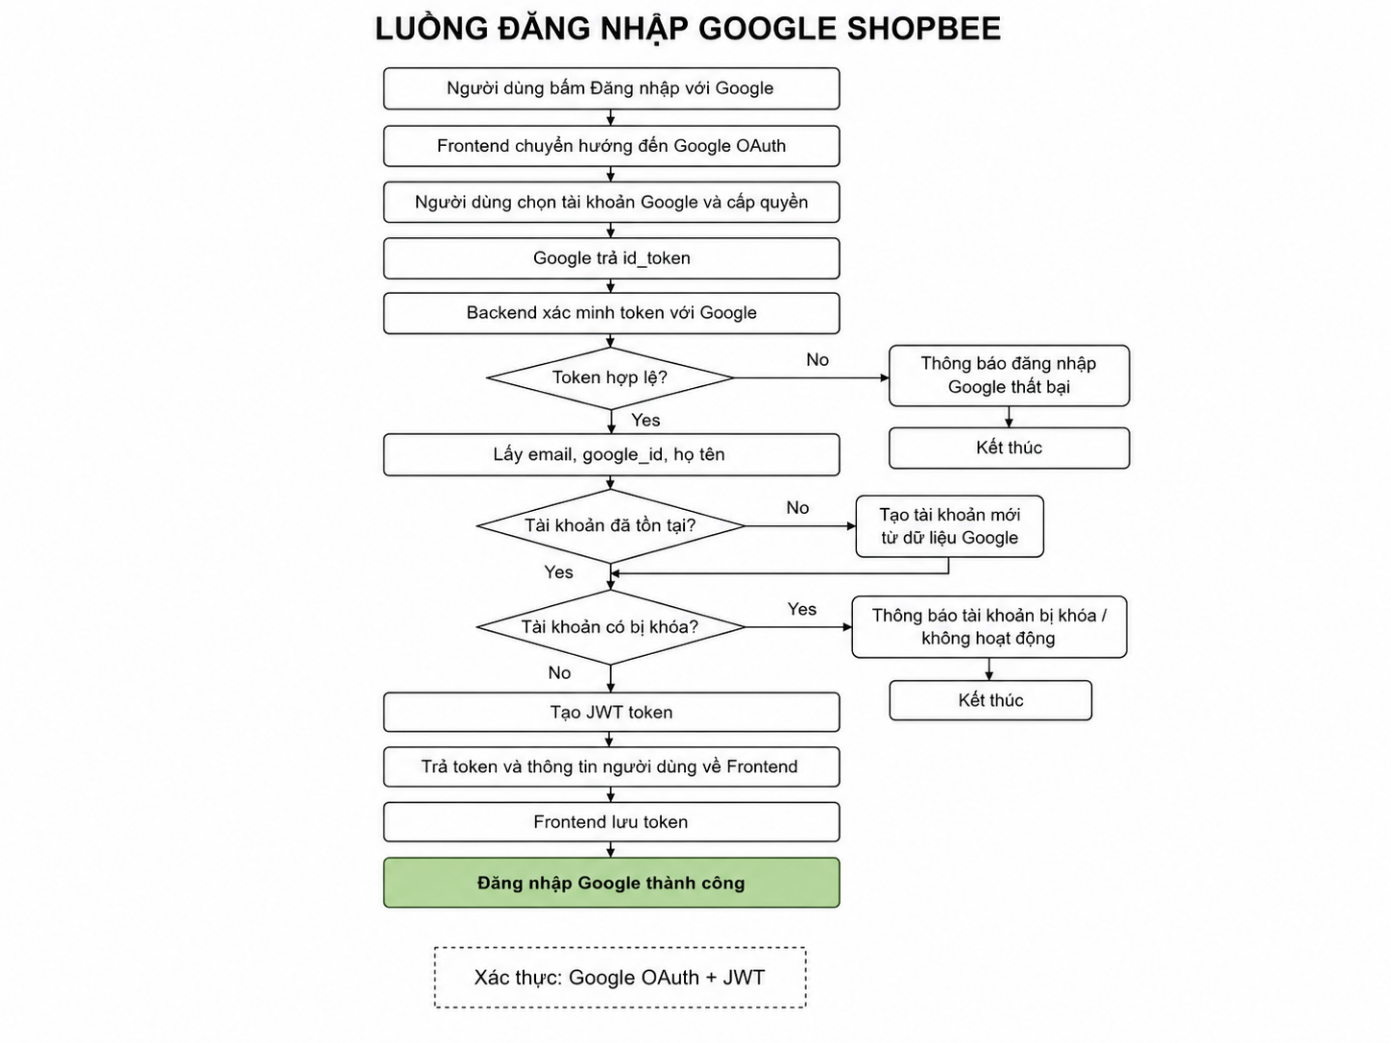 LUỒNG ĐĂNG NHẬP GOOGLE SHOPBEE
Người dùng bấm Đăng nhập với Google
Frontend chuyển hướng đến Google OAuth
Người dùng chọn tài khoản Google và cấp quyền
Google trả id_token
Backend xác minh token với Google
Token hợp lệ?
No
Thông báo đăng nhập
Google thất bại
Kết thúc
Yes
Lấy email, google_id, họ tên
Tài khoản đã tồn tại?
No
Tạo tài khoản mới
từ dữ liệu Google
Yes
Tài khoản có bị khóa?
Yes
Thông báo tài khoản bị khóa /
không hoạt động
Kết thúc
No
Tạo JWT token
Trả token và thông tin người dùng về Frontend
Frontend lưu token
Đăng nhập Google thành công
Xác thực: Google OAuth + JWT